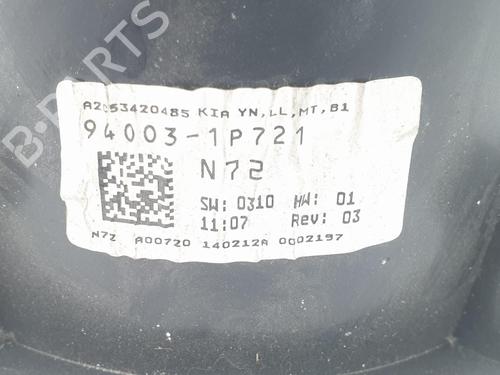 A2C53420485 KIA YN,LL,MT,B1
94003-1P721
N72
SW: 0310 HW: 01
11:07 Rev: 03
N72 A00720 140212A 0002197
B-PARTS